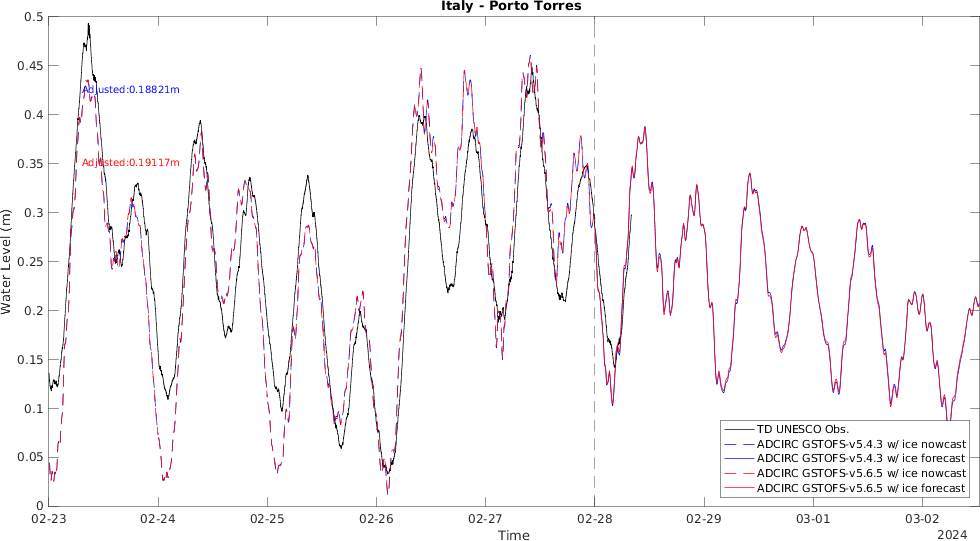 Italy - Porto Torres
0.5
0.45
0.4
0.35
0.3
0.25
0.2
0.15
0.1
0.05
0
Water Level (m)
Adjusted:0.18821m
Adjusted:0.19117m
TD UNESCO Obs.
ADCIRC GSTOFS-v5.4.3 w/ ice nowcast
ADCIRC GSTOFS-v5.4.3 w/ ice forecast
ADCIRC GSTOFS-v5.6.5 w/ ice nowcast
ADCIRC GSTOFS-v5.6.5 w/ ice forecast
02-23 02-24 02-25 02-26 02-27 02-28 02-29 03-01 03-02
Time
2024